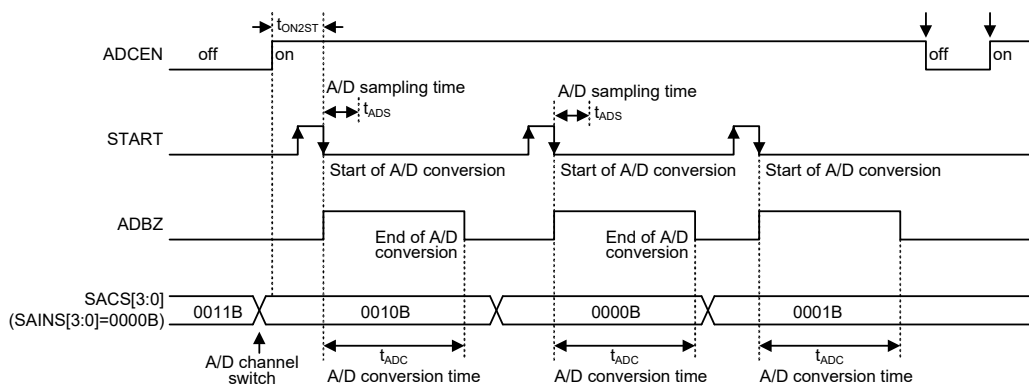 tON2ST
ADCEN
off
on
off
on
A/D sampling time
tADS
A/D sampling time
tADS
START
Start of A/D conversion
Start of A/D conversion
Start of A/D conversion
ADBZ
End of A/D
conversion
End of A/D
conversion
SACS[3:0]
(SAINS[3:0]=0000B)
0011B
0010B
0000B
0001B
A/D channel
switch
tADC
A/D conversion time
tADC
A/D conversion time
tADC
A/D conversion time